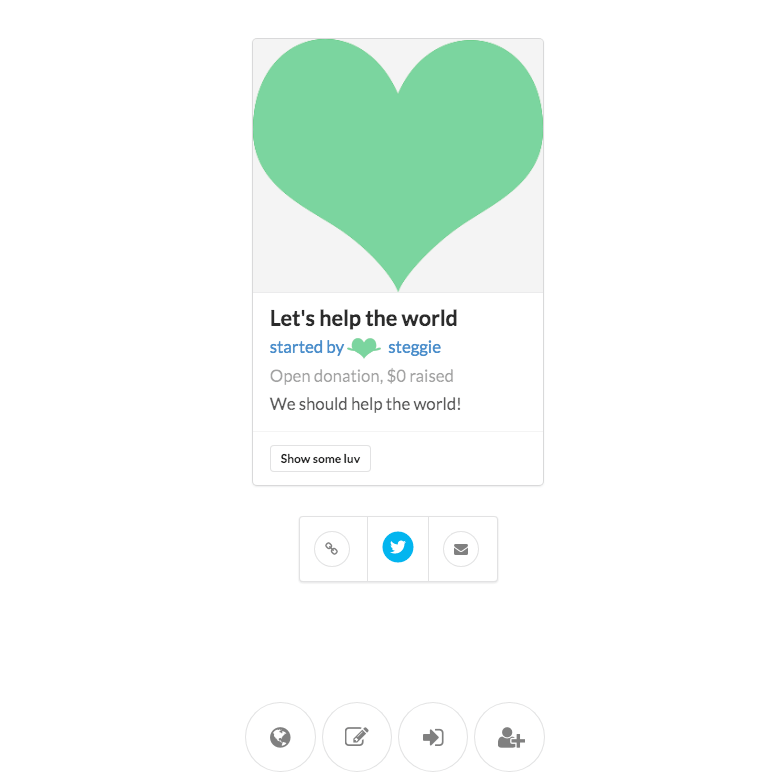 Let's help the world
started by steggie
Open donation, $0 raised
We should help the world!
Show some luv